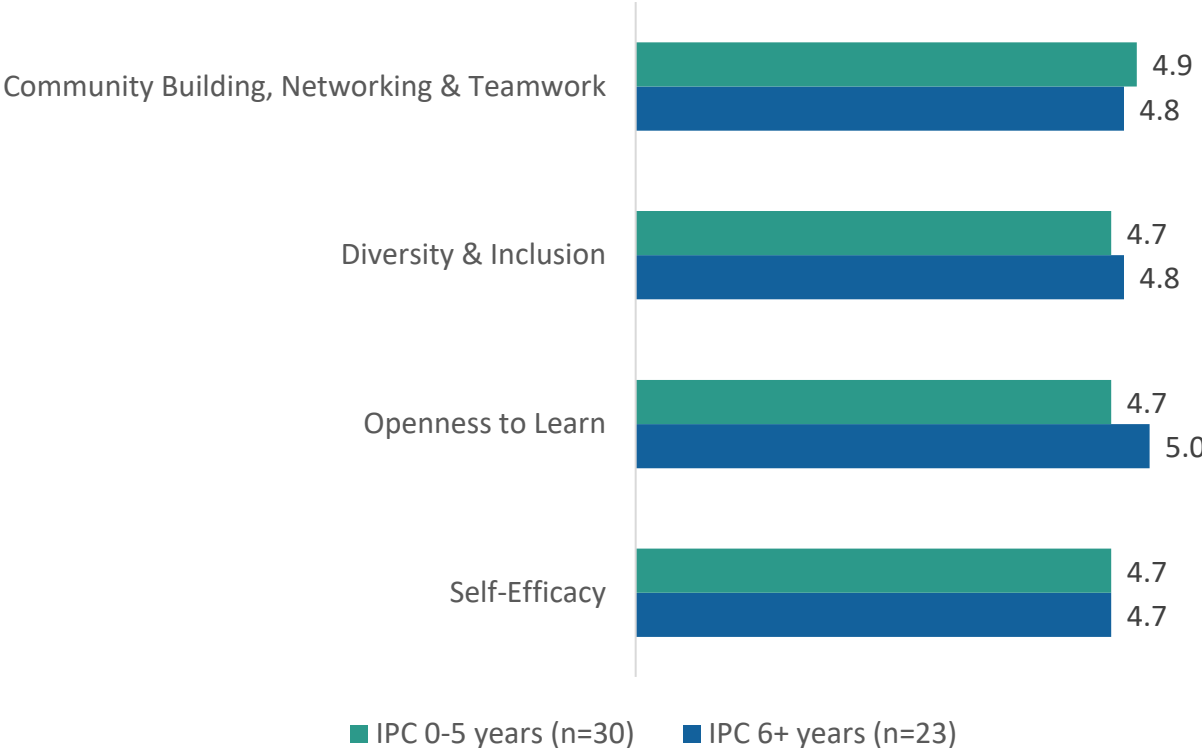 Community Building, Networking & Teamwork
4.9
4.8
Diversity & Inclusion
4.7
4.8
Openness to Learn
4.7
5.0
Self-Efficacy
4.7
4.7
IPC 0-5 years (n=30) IPC 6+ years (n=23)